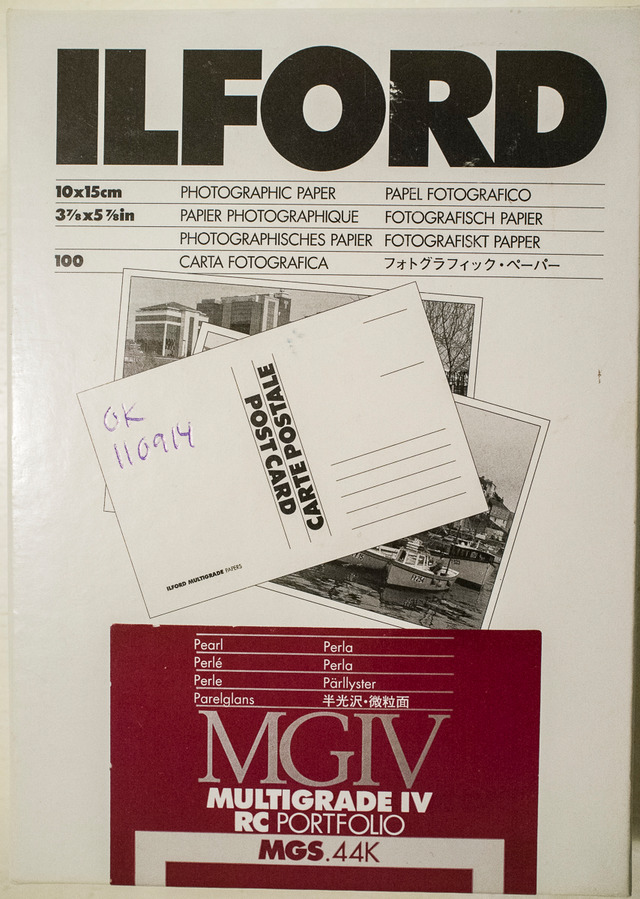 ILFORD
10x15cm PHOTOGRAPHIC PAPER PAPEL FOTOGRAFICO
3⅞x5⅞in PAPIER PHOTOGRAPHIQUE FOTOGRAFISCH PAPIER
PHOTOGRAPHISCHES PAPIER FOTOGRAFISKT PAPPER
100 CARTA FOTOGRAFICA フォトグラフィック・ペーパー
OK
110914
POST CARD
CARTE POSTALE
ILFORD MULTIGRADE PAPERS
Pearl Perla
Perlé Perla
Perle Pärllyster
Parelglans 半光沢・微粒面
MGIV
MULTIGRADE IV
RC PORTFOLIO
MGS.44K